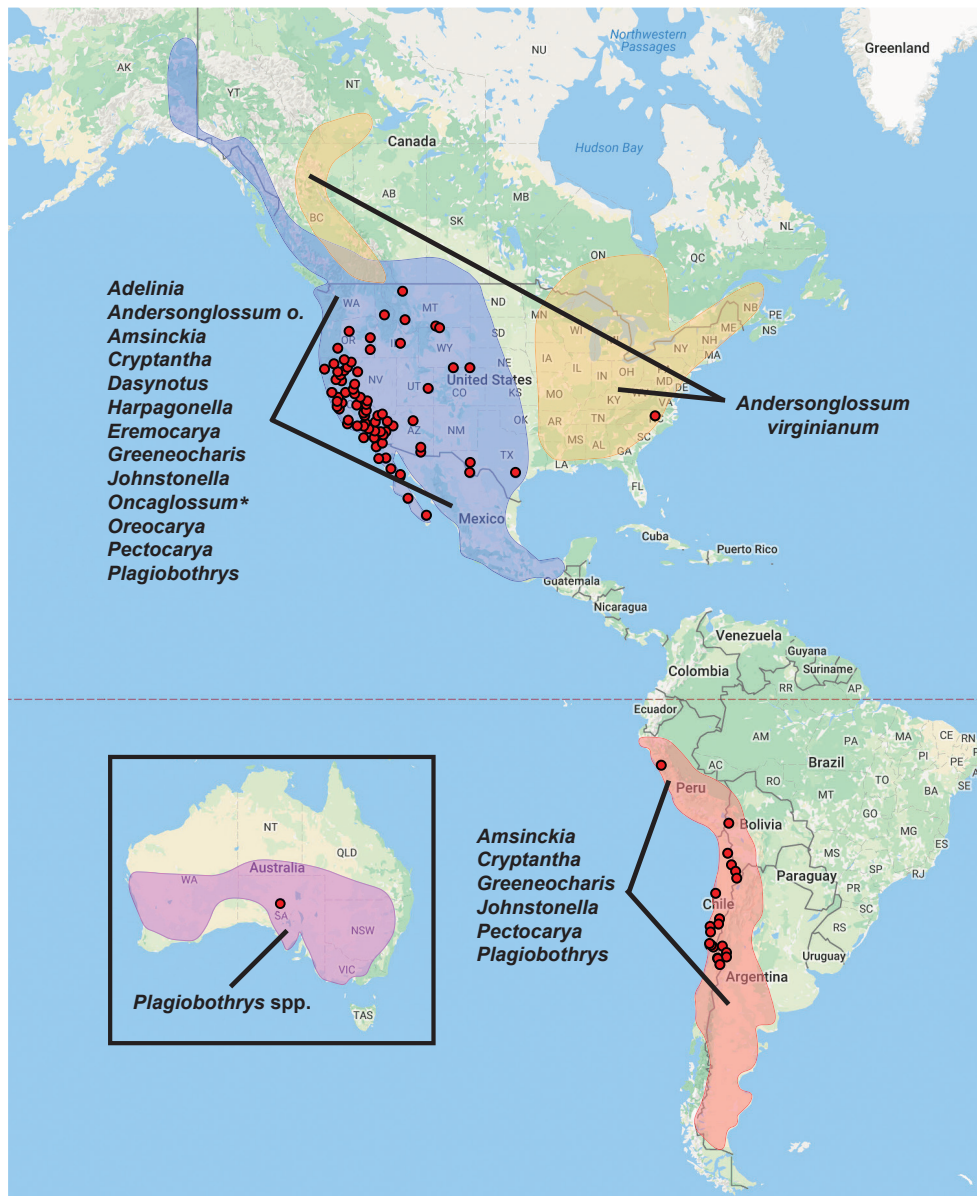 Northwestern
Passages
Greenland
NU
AK
YT
NT
Canada
Hudson Bay
BC
AB
SK
MB
ON
QC
NL
NB
PE
NS
ME
NH
MA
NY
WA
MT
ND
MN
WI
OR
SD
WY
IA
NE
NV
UT
CO
United States
KS
MO
IL
IN
OH
KY
MD
DE
VA
AZ
NM
OK
AR
TN
MS
AL
GA
SC
TX
LA
FL
Mexico
Cuba
Puerto Rico
Guatemala
Nicaragua
Adelinia
Andersonglossum o.
Amsinckia
Cryptantha
Dasynotus
Harpagonella
Eremocarya
Greeneocharis
Johnstonella
Oncaglossum*
Oreocarya
Pectocarya
Plagiobothrys
Andersonglossum
virginianum
Venezuela
Guyana
Suriname
Colombia
RR
AP
Ecuador
AM
PA
MA
CE
RN
Brazil
PI
PE
AC
RO
TO
SE
Peru
MT
BA
GO
Bolivia
MG
MS
ES
Paraguay
SP
RJ
PR
SC
Chile
RS
Uruguay
Argentina
Amsinckia
Cryptantha
Greeneocharis
Johnstonella
Pectocarya
Plagiobothrys
NT
QLD
Australia
WA
SA
NSW
VIC
TAS
Plagiobothrys spp.